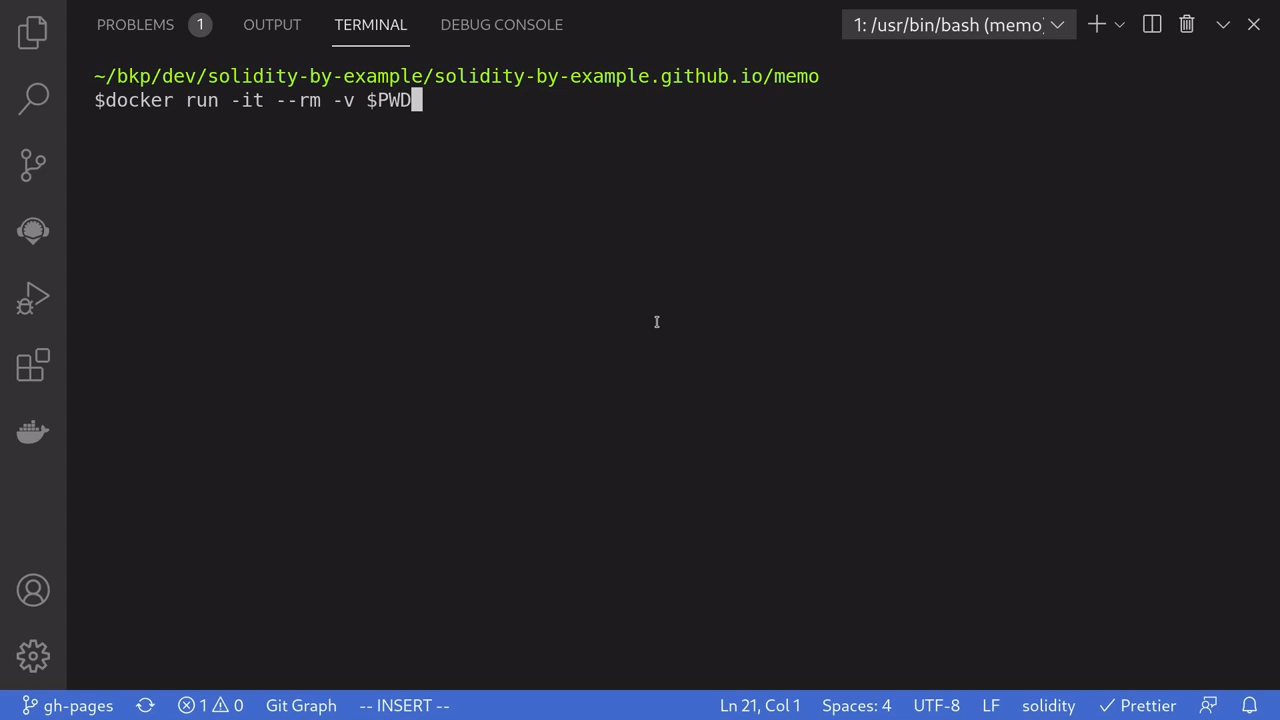 PROBLEMS 1 OUTPUT TERMINAL DEBUG CONSOLE 1: /usr/bin/bash (memo)
~/bkp/dev/solidity-by-example/solidity-by-example.github.io/memo
$docker run -it --rm -v $PWD
gh-pages 1 0 Git Graph -- INSERT -- Ln 21, Col 1 Spaces: 4 UTF-8 LF solidity Prettier